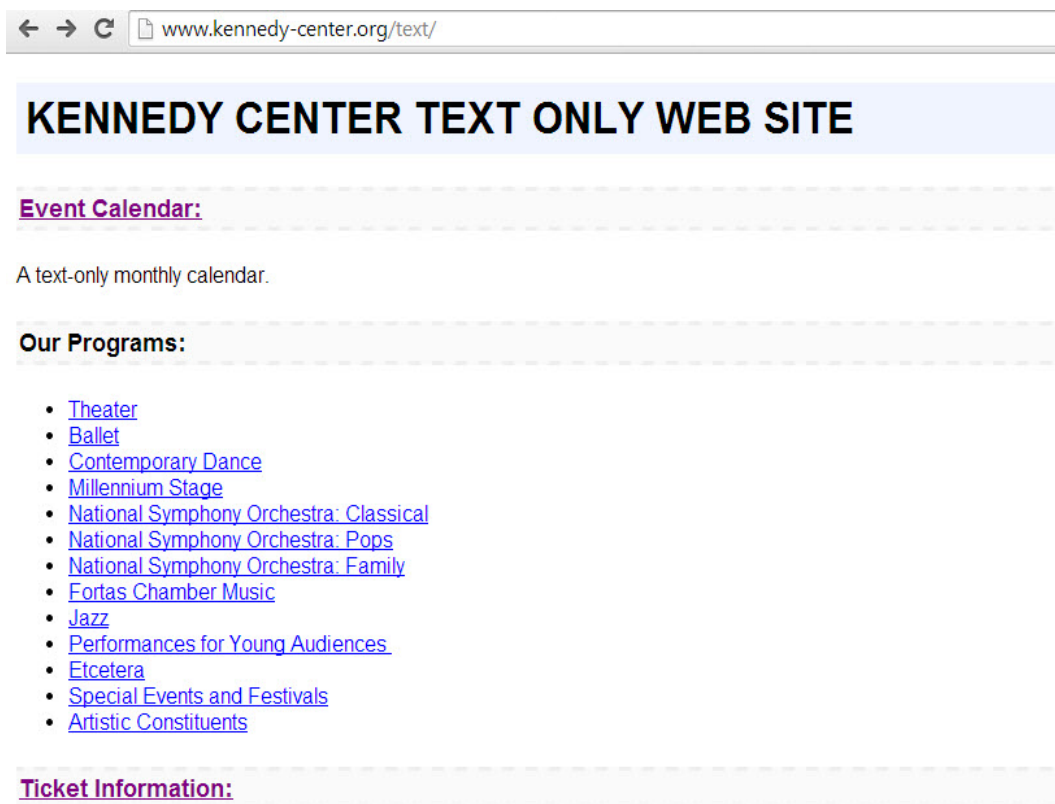 www.kennedy-center.org/text/
KENNEDY CENTER TEXT ONLY WEB SITE
Event Calendar:
A text-only monthly calendar.
Our Programs:
• Theater
• Ballet
• Contemporary Dance
• Millennium Stage
• National Symphony Orchestra: Classical
• National Symphony Orchestra: Pops
• National Symphony Orchestra: Family
• Fortas Chamber Music
• Jazz
• Performances for Young Audiences
• Etcetera
• Special Events and Festivals
• Artistic Constituents
Ticket Information: